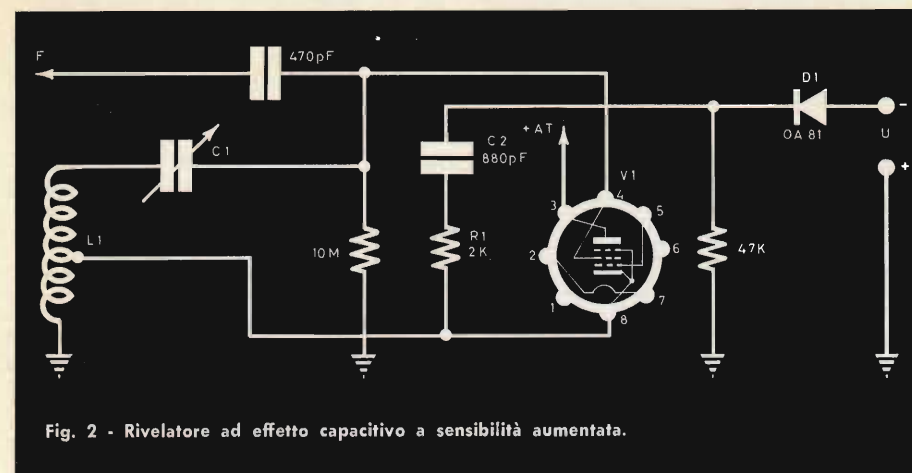 F
470pF
D1
-
OA 81
U
+
C1
+AT
C2
880pF
V1
3
4
5
2
6
1
7
8
L1
10M
R1
2K
47K
Fig. 2 - Rivelatore ad effetto capacitivo a sensibilità aumentata.